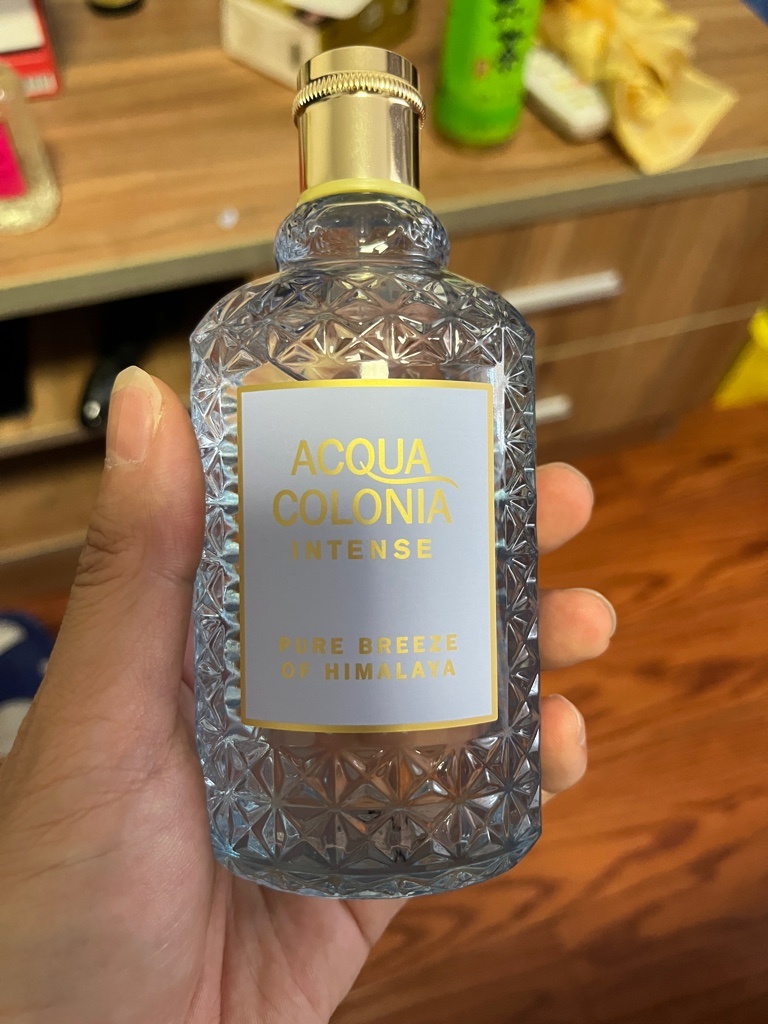 ACQUA
COLONIA
INTENSE
PURE BREEZE
OF HIMALAYA